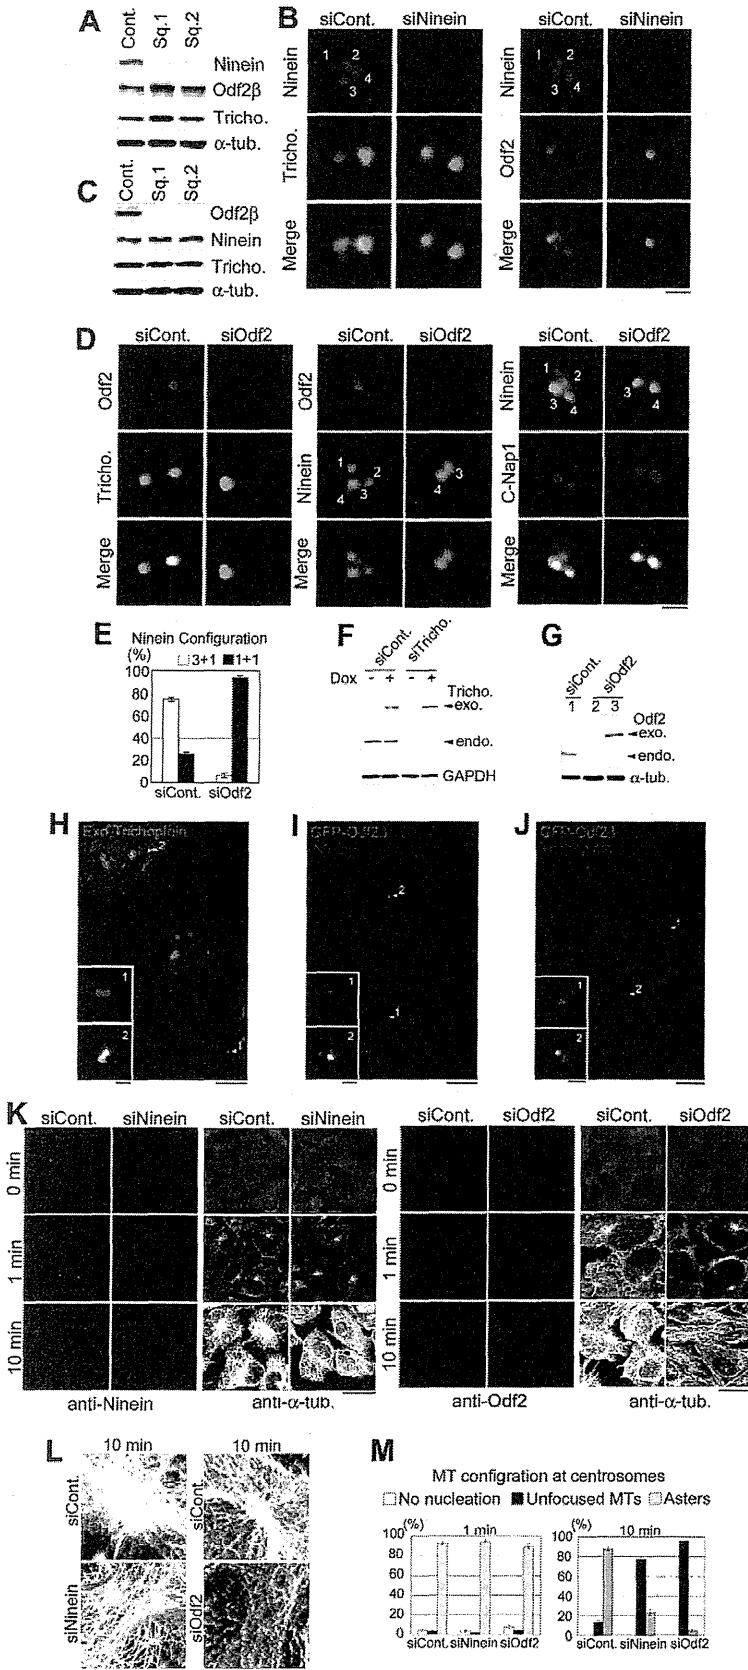 A
Cont. Sq.1 Sq.2
Ninein
Odf2β
Tricho.
α-tub.
B
siCont. siNinein siCont. siNinein
Ninein 1 2 3 4
Ninein 1 2 3 4
Tricho.
Odf2
Merge
Merge
C
Cont. Sq.1 Sq.2
Odf2β
Ninein
Tricho.
α-tub.
D
siCont. siOdf2 siCont. siOdf2 siCont. siOdf2
Odf2
Odf2
Ninein 1 2 3 4 3 4
Tricho.
Ninein 1 2 3 4 3 4
C-Nap1
Merge
Merge
Merge
E
Ninein Configuration
(%) 3+1 1+1
100
80
60
40
20
0
siCont. siOdf2
F
siCont. siTricho.
Dox - + - +
Tricho.
exo.
endo.
GAPDH
G
siCont. siOdf2
1 2 3
Odf2
exo.
endo.
α-tub.
H
Exo-Trichoplein
2
1
2
1
I
2
1
2
1
J
2
1
2
K
siCont. siNinein siCont. siNinein siCont. siOdf2 siCont. siOdf2
0 min
1 min
10 min
0 min
1 min
10 min
anti-Ninein anti-α-tub. anti-Odf2 anti-α-tub.
L
10 min 10 min
siCont.
siNinein
siCont.
siOdf2
M
MT configration at centrosomes
No nucleation Unfocused MTs Asters
(%) 1 min
100
80
60
40
20
0
siCont. siNinein siOdf2
(%) 10 min
100
80
60
40
20
0
siCont. siNinein siOdf2